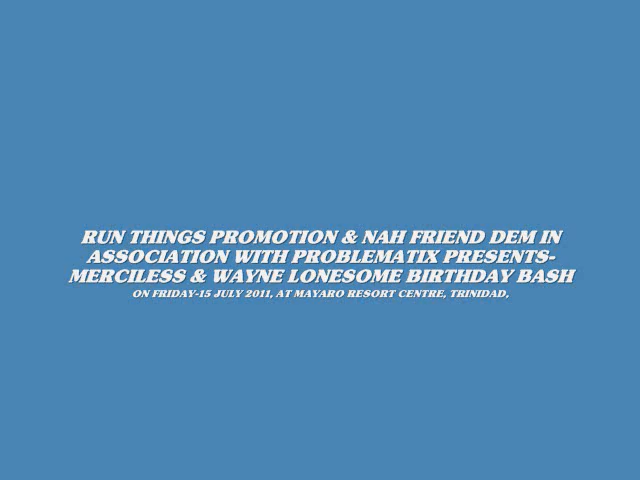 RUN THINGS PROMOTION & NAH FRIEND DEM IN
ASSOCIATION WITH PROBLEMATIX PRESENTS-
MERCILESS & WAYNE LONESOME BIRTHDAY BASH
ON FRIDAY-15 JULY 2011, AT MAYARO RESORT CENTRE, TRINIDAD,